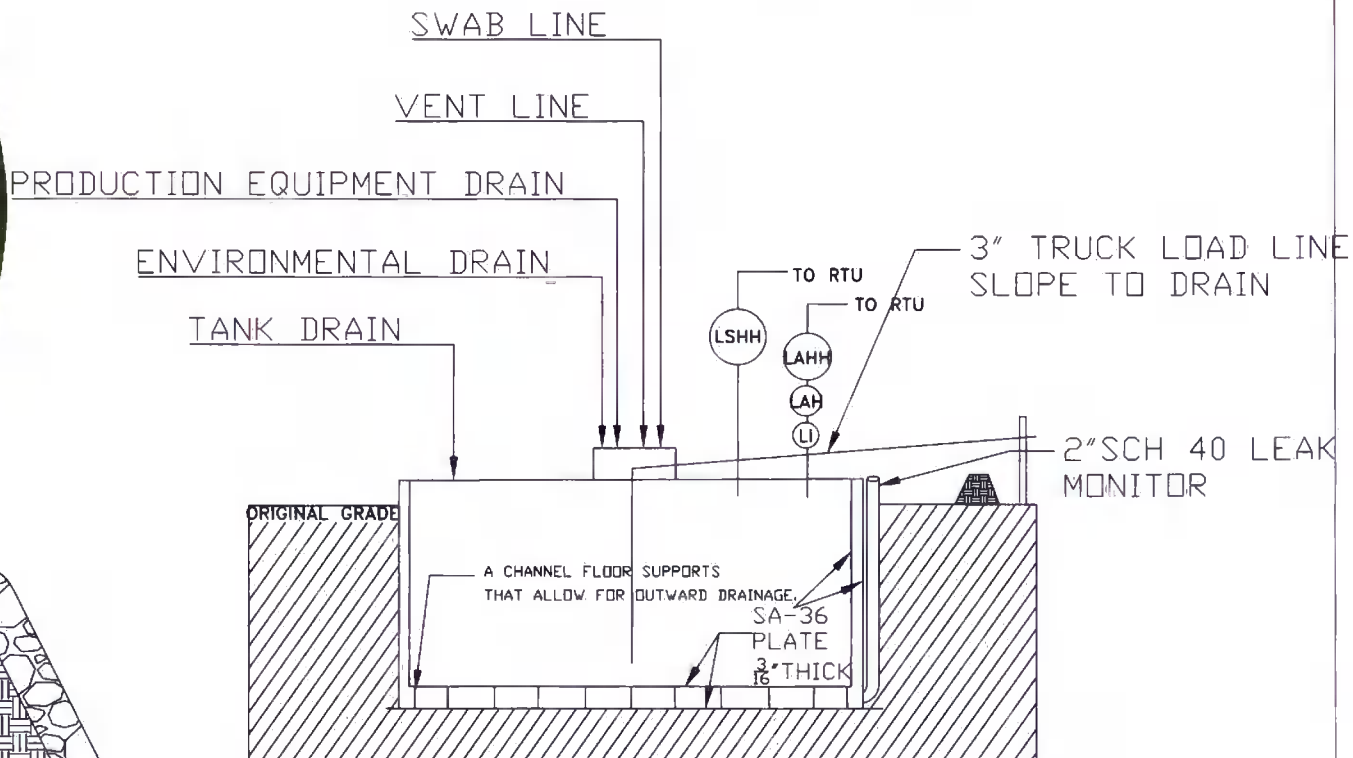 SWAB LINE
VENT LINE
PRODUCTION EQUIPMENT DRAIN
ENVIRONMENTAL DRAIN
TANK DRAIN
TO RTU
TO RTU
LSHH
LAHH
LAH
LI
3" TRUCK LOAD LINE
SLOPE TO DRAIN
2"SCH 40 LEAK
MONITOR
ORIGINAL GRADE
A CHANNEL FLOOR SUPPORTS
THAT ALLOW FOR OUTWARD DRAINAGE.
SA-36
PLATE
3/16" THICK